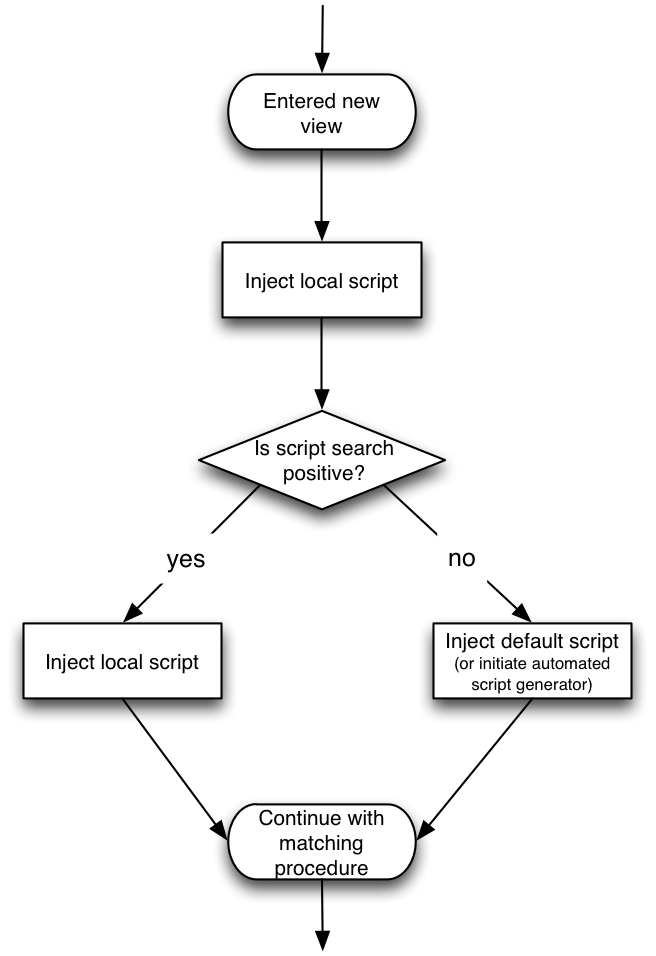 Entered new
view
Inject local script
Is script search
positive?
yes
no
Inject local script
Inject default script
(or initiate automated
script generator)
Continue with
matching
procedure